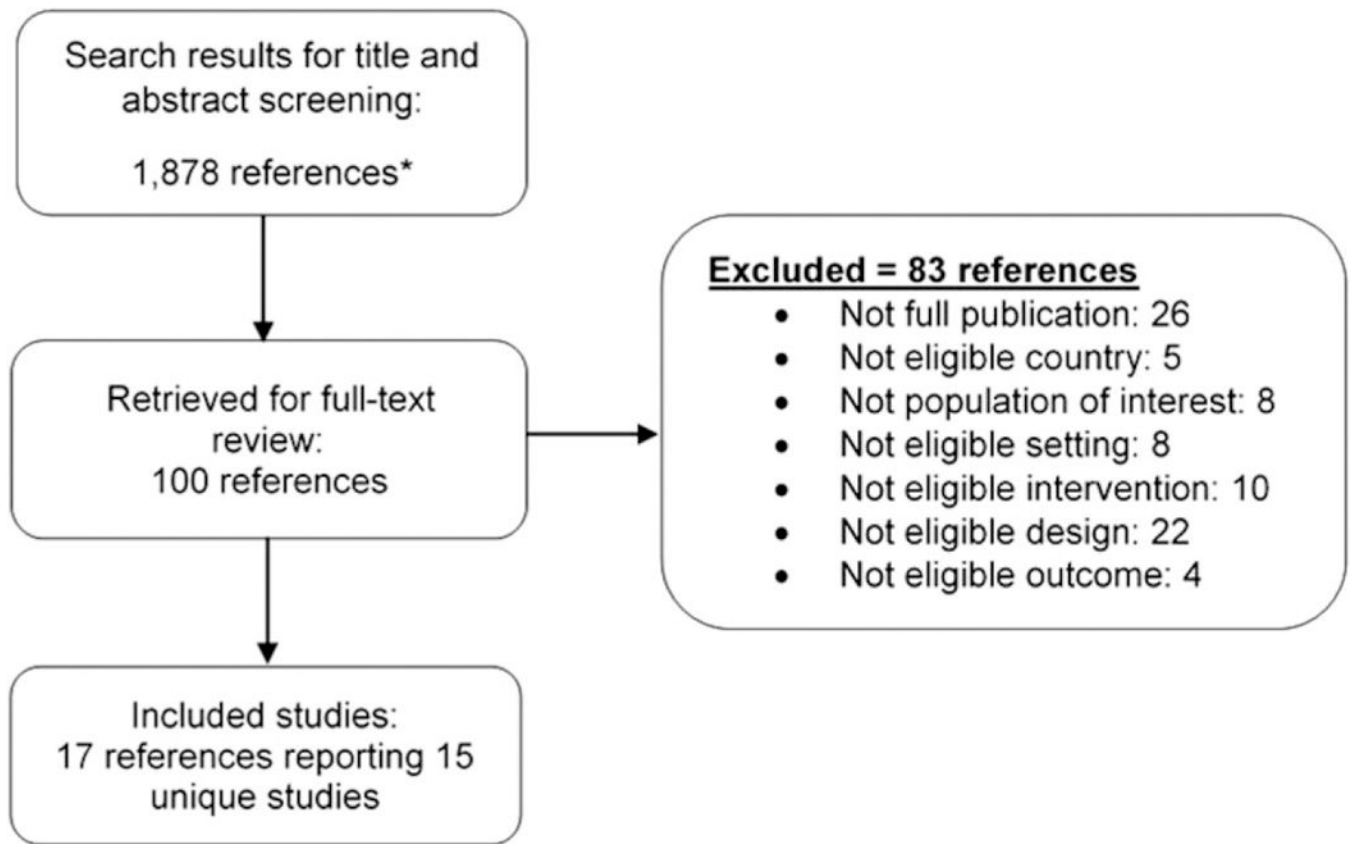 Search results for title and
abstract screening:
1,878 references*
Retrieved for full-text
review:
100 references
Excluded = 83 references
• Not full publication: 26
• Not eligible country: 5
• Not population of interest: 8
• Not eligible setting: 8
• Not eligible intervention: 10
• Not eligible design: 22
• Not eligible outcome: 4
Included studies:
17 references reporting 15
unique studies